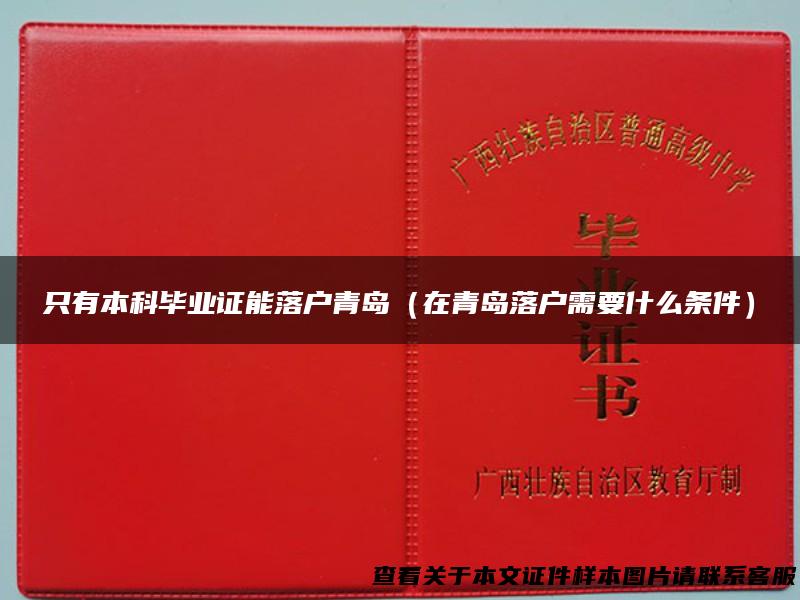 广西壮族自治区普通高级中学
毕业证书
只有本科毕业证能落户青岛（在青岛落户需要什么条件）
广西壮族自治区教育厅制
查看关于本文证件样本图片请联系客服